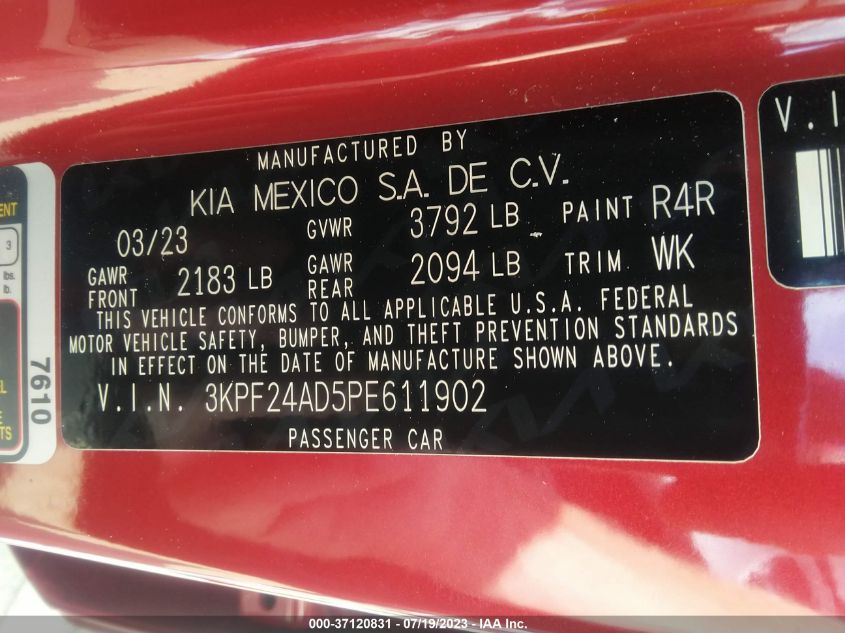 MANUFACTURED BY
KIA MEXICO S.A. DE C.V.
03/23 GVWR 3792 LB PAINT R4R
GAWR FRONT 2183 LB GAWR REAR 2094 LB TRIM WK
THIS VEHICLE CONFORMS TO ALL APPLICABLE U.S.A. FEDERAL
MOTOR VEHICLE SAFETY, BUMPER, AND THEFT PREVENTION STANDARDS
IN EFFECT ON THE DATE OF MANUFACTURE SHOWN ABOVE.
V.I.N. 3KPF24AD5PE611902
PASSENGER CAR
V.I
3
lbs.
lb.
7610
000-37120831 - 07/19/2023 - IAA Inc.